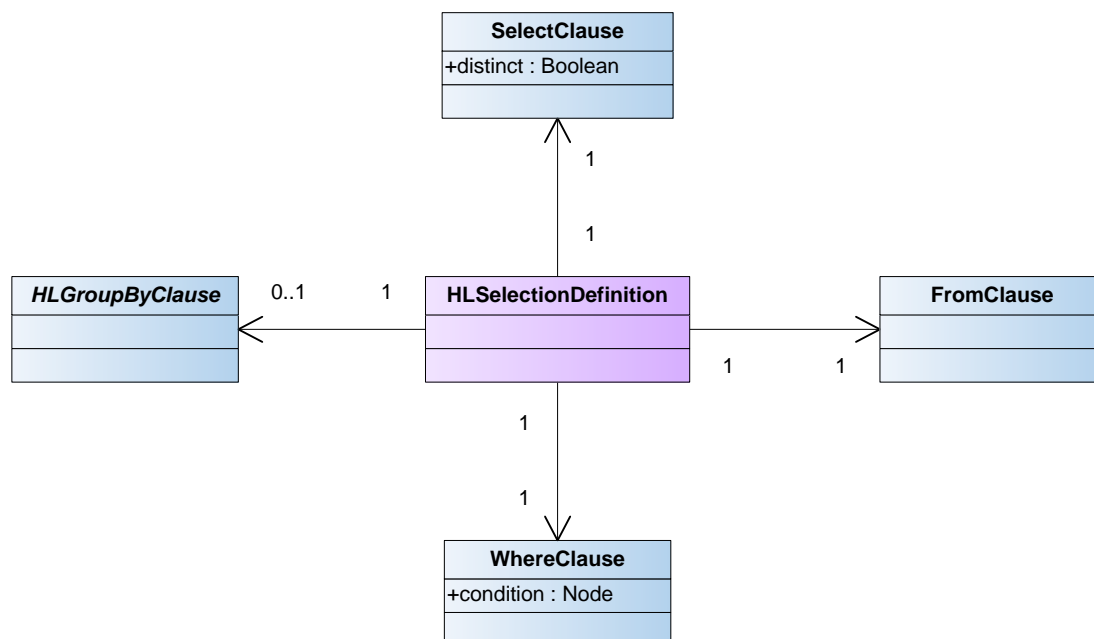 SelectClause
+distinct : Boolean
1
1
HLGroupByClause
0..1
1
HLSelectionDefinition
FromClause
1
1
1
1
WhereClause
+condition : Node